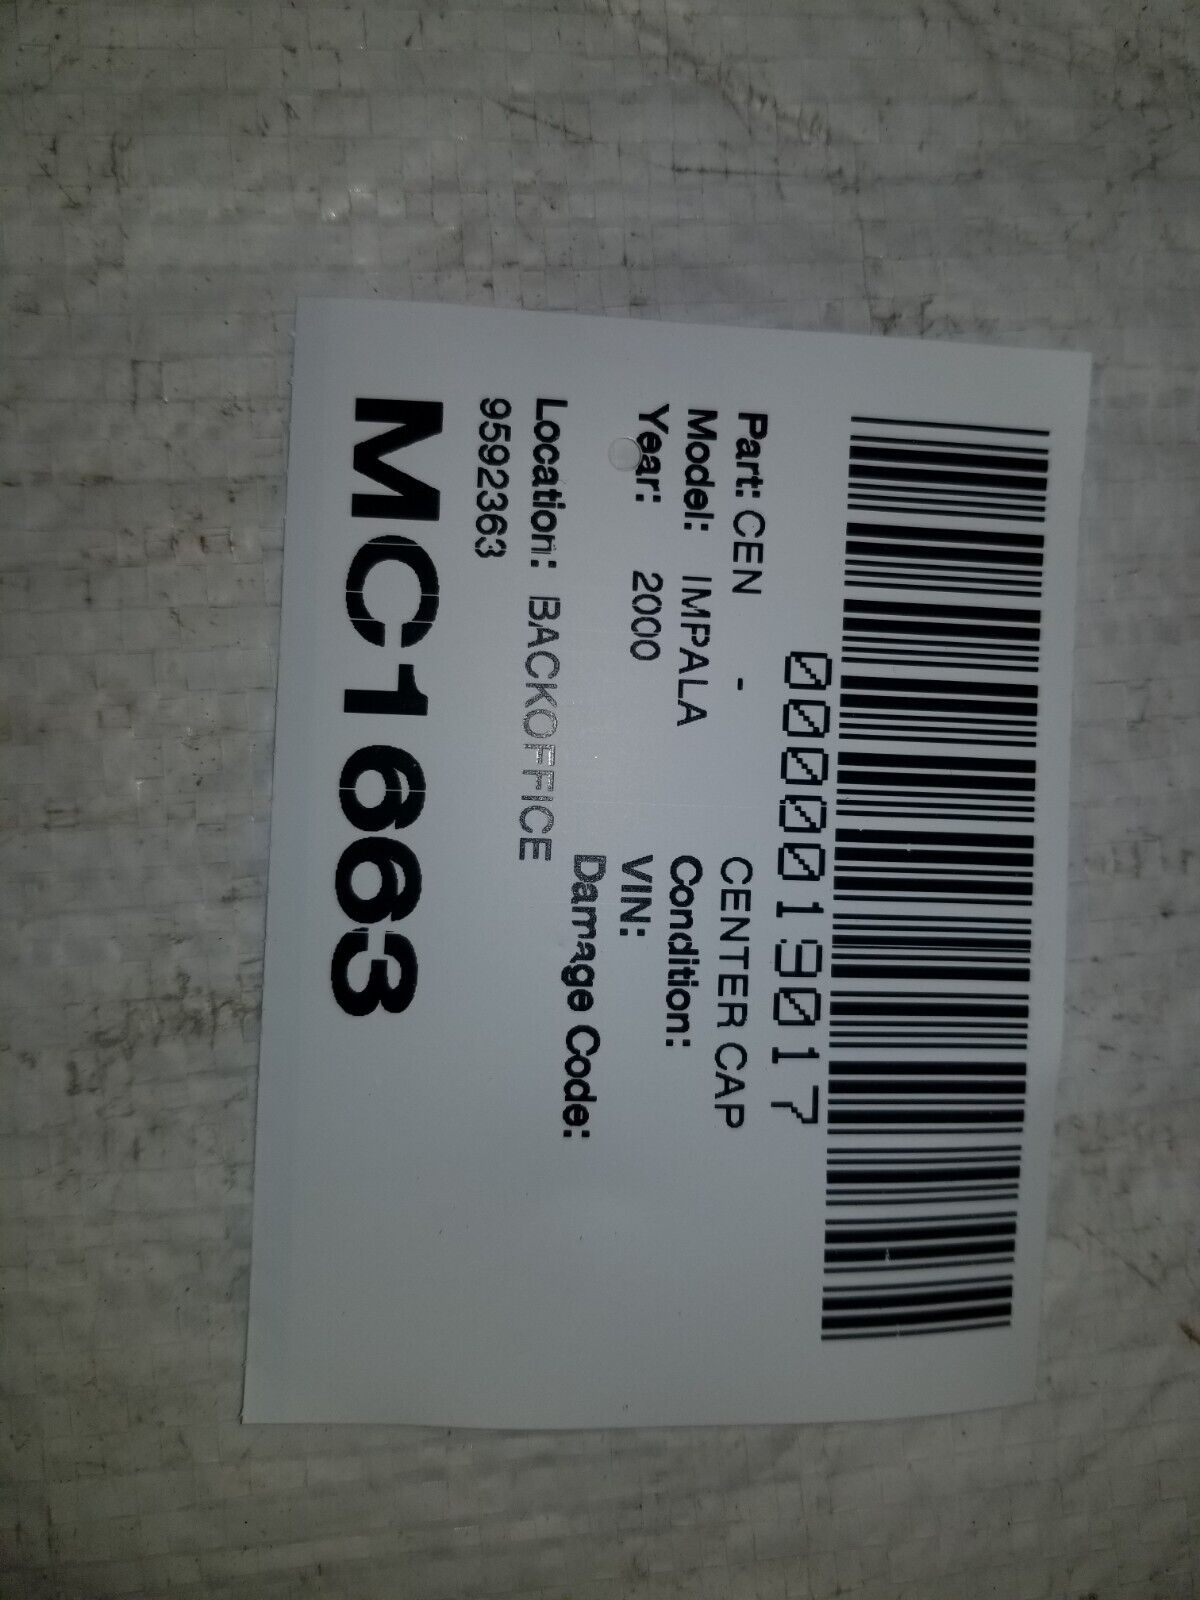 0000019017
Part: CEN - CENTER CAP
Model: IMPALA Condition:
Year: 2000 VIN:
Damage Code:
Location: BACKOFFICE
9592363
MC1663